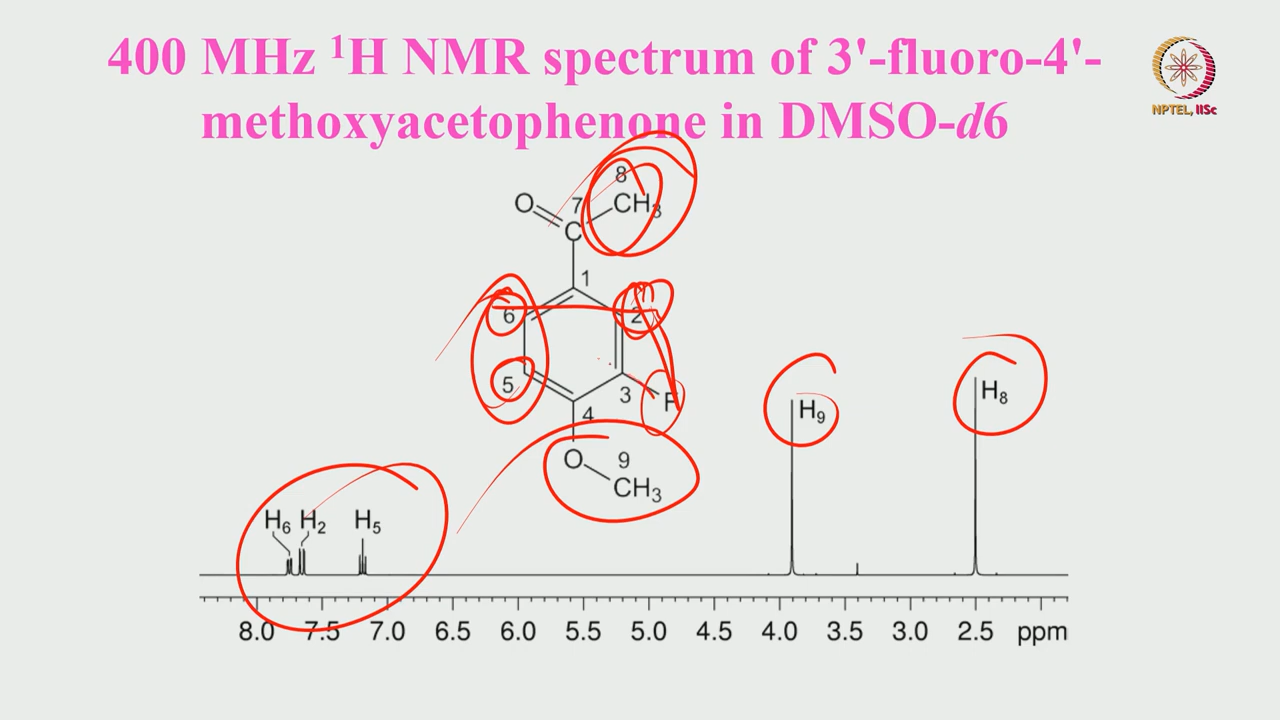 400 MHz ¹H NMR spectrum of 3'-fluoro-4'-
methoxyacetophenone in DMSO-d6
NPTEL, IISc
8
O 7 CH₃
C
1
6 2
5 3 F
4
O 9
CH₃
H₆ H₂ H₅ H₉ H₈
8.0 7.5 7.0 6.5 6.0 5.5 5.0 4.5 4.0 3.5 3.0 2.5 ppm